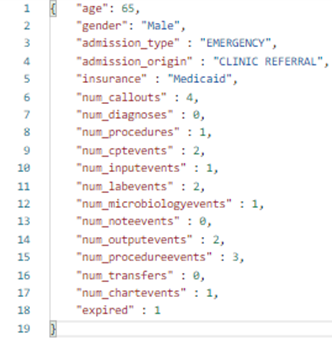 1 {
2 "age": 65,
3 "gender": "Male",
4 "admission_type" : "EMERGENCY",
4 "admission_origin" : "CLINIC REFERRAL",
5 "insurance" : "Medicaid",
6 "num_callouts" : 4,
7 "num_diagnoses" : 0,
8 "num_procedures" : 1,
9 "num_cptevents" : 2,
10 "num_inputevents" : 1,
11 "num_labevents" : 2,
12 "num_microbiologyevents" : 1,
13 "num_noteevents" : 0,
14 "num_outputevents" : 2,
15 "num_procedureevents" : 3,
16 "num_transfers" : 0,
17 "num_chartevents" : 1,
18 "expired" : 1
19 }